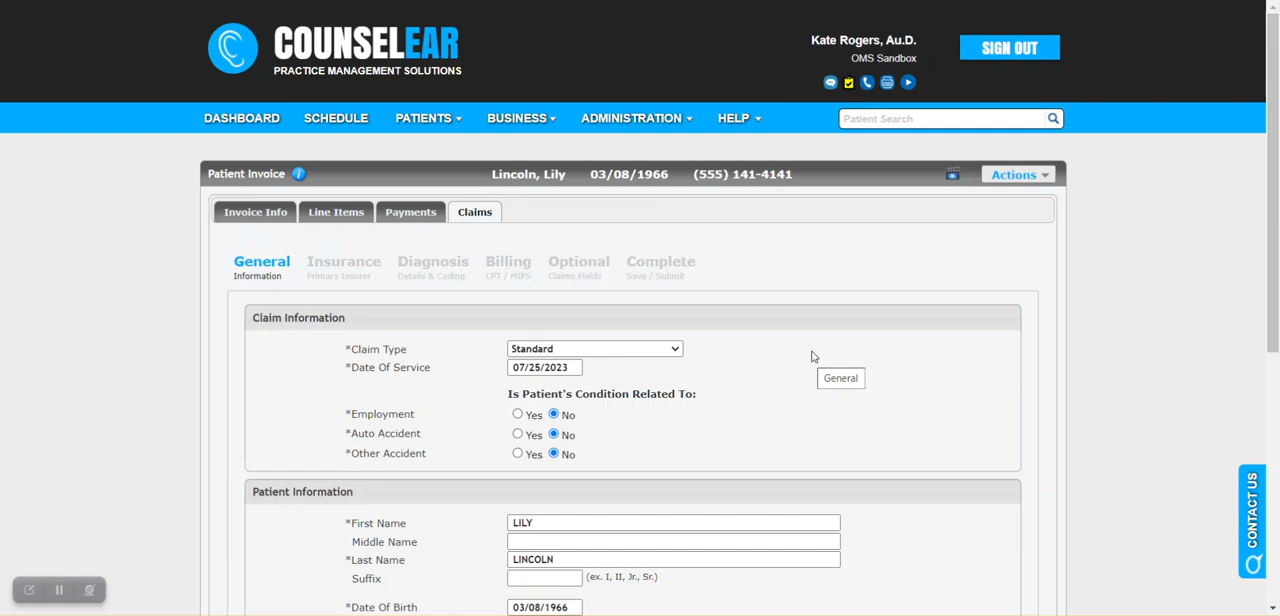 COUNSELEAR
PRACTICE MANAGEMENT SOLUTIONS
Kate Rogers, Au.D.
OMS Sandbox
SIGN OUT
DASHBOARD SCHEDULE PATIENTS BUSINESS ADMINISTRATION HELP Patient Search
Patient Invoice i Lincoln, Lily 03/08/1966 (555) 141-4141 Actions
Invoice Info Line Items Payments Claims
General Insurance Diagnosis Billing Optional Complete
Information Primary Insurer Details & Coding CPT / MIPS Claims Fields Save / Submit
Claim Information
*Claim Type Standard
*Date Of Service 07/25/2023
General
Is Patient's Condition Related To:
*Employment Yes No
*Auto Accident Yes No
*Other Accident Yes No
Patient Information
*First Name LILY
Middle Name
*Last Name LINCOLN
Suffix (ex. I, II, Jr., Sr.)
*Date Of Birth 03/08/1966
CONTACT US